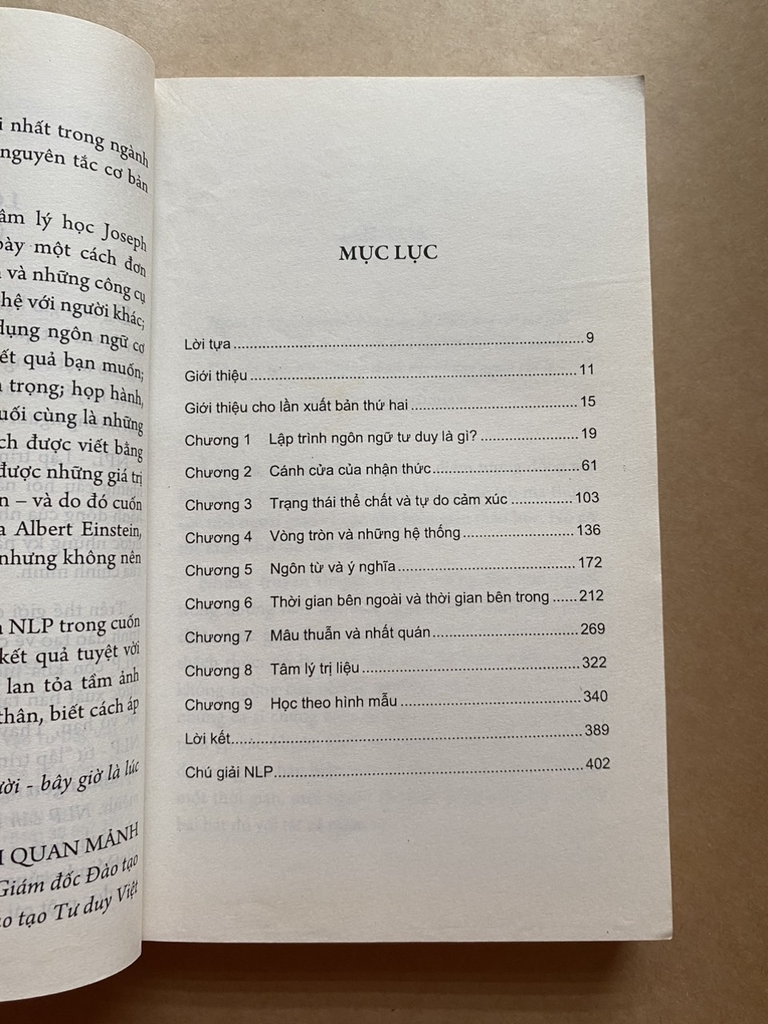 nhất trong ngành
nguyên tắc cơ bản
lý học Joseph
một cách đơn
và những công cụ
hệ với người khác;
ngôn ngữ cơ
quả bạn muốn;
trọng; họp hành,
cùng là những
được viết bằng
được những giá trị
– và do đó cuốn
Albert Einstein,
nhưng không nên
NLP trong cuốn
kết quả tuyệt vời
lan tỏa tầm ảnh
thân, biết cách áp
- bây giờ là lúc
QUAN MẢNH
Giám đốc Đào tạo
tạo Tư duy Việt
MỤC LỤC
Lời tựa........................................................................9
Giới thiệu....................................................................11
Giới thiệu cho lần xuất bản thứ hai...................................15
Chương 1 Lập trình ngôn ngữ tư duy là gì?....................19
Chương 2 Cánh cửa của nhận thức................................61
Chương 3 Trạng thái thể chất và tự do cảm xúc............103
Chương 4 Vòng tròn và những hệ thống.......................136
Chương 5 Ngôn từ và ý nghĩa......................................172
Chương 6 Thời gian bên ngoài và thời gian bên trong......212
Chương 7 Mâu thuẫn và nhất quán..............................269
Chương 8 Tâm lý trị liệu.............................................322
Chương 9 Học theo hình mẫu......................................340
Lời kết......................................................................389
Chú giải NLP.............................................................402